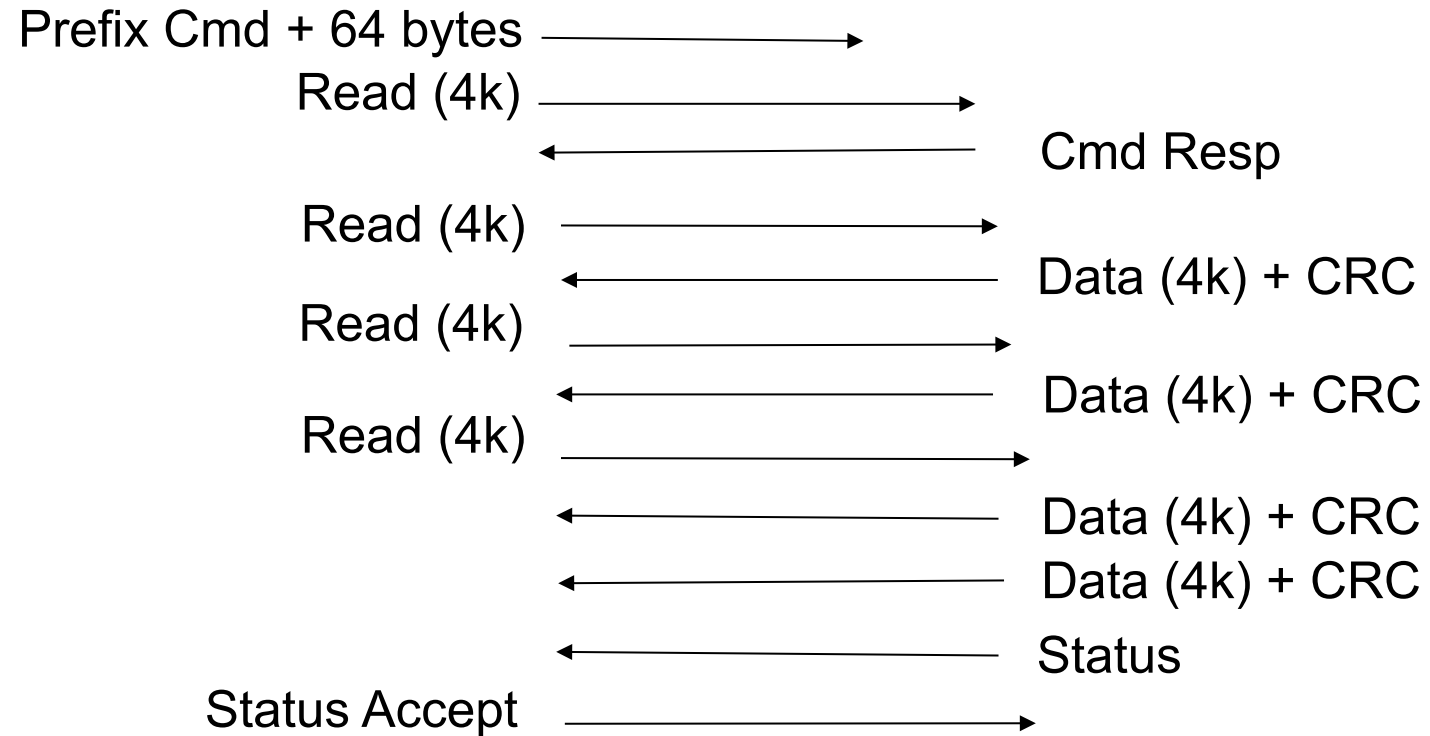 Prefix Cmd + 64 bytes
Read (4k)
Cmd Resp
Read (4k)
Data (4k) + CRC
Read (4k)
Data (4k) + CRC
Read (4k)
Data (4k) + CRC
Data (4k) + CRC
Status
Status Accept